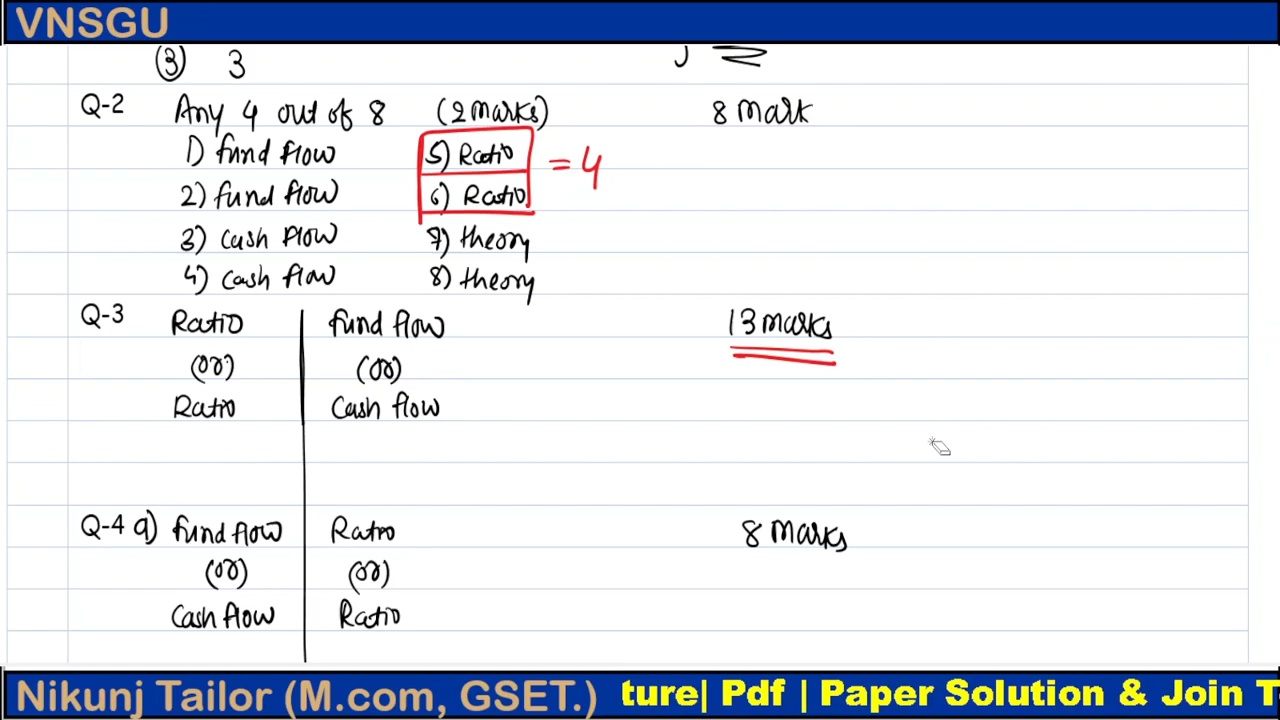 VNSGU
③ 3
Q-2 Any 4 out of 8 (2 marks) 8 mark
1) fund flow 5) Ratio = 4
2) fund flow 6) Ratio
3) cash flow 7) theory
4) cash flow 8) theory
Q-3 Ratio fund flow 13 marks
(or) (or)
Ratio Cash flow
Q-4 a) fund flow Ratio 8 marks
(or) (or)
Cash flow Ratio
Nikunj Tailor (M.com, GSET.) ture| Pdf | Paper Solution & Join T